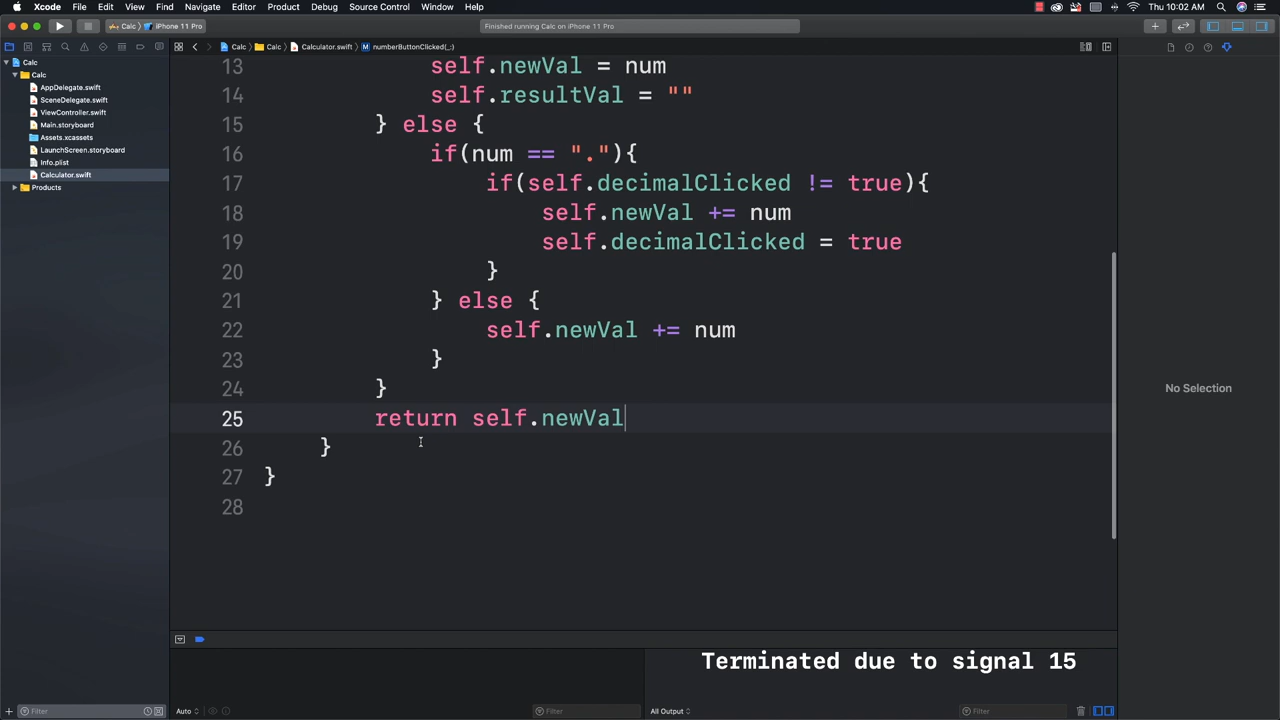 Xcode File Edit View Find Navigate Editor Product Debug Source Control Window Help Thu 10:02 AM
Calc iPhone 11 Pro Finished running Calc on iPhone 11 Pro
Calc Calc Calculator.swift numberButtonClicked(_:)
Calc
Calc
AppDelegate.swift
SceneDelegate.swift
ViewController.swift
Main.storyboard
Assets.xcassets
LaunchScreen.storyboard
Info.plist
Calculator.swift
Products
13 self.newVal = num
14 self.resultVal = ""
15 } else {
16 if(num == "."){
17 if(self.decimalClicked != true){
18 self.newVal += num
19 self.decimalClicked = true
20 }
21 } else {
22 self.newVal += num
23 }
24 }
25 return self.newVal
26 }
27 }
28
No Selection
Terminated due to signal 15
Filter Auto Filter All Output Filter